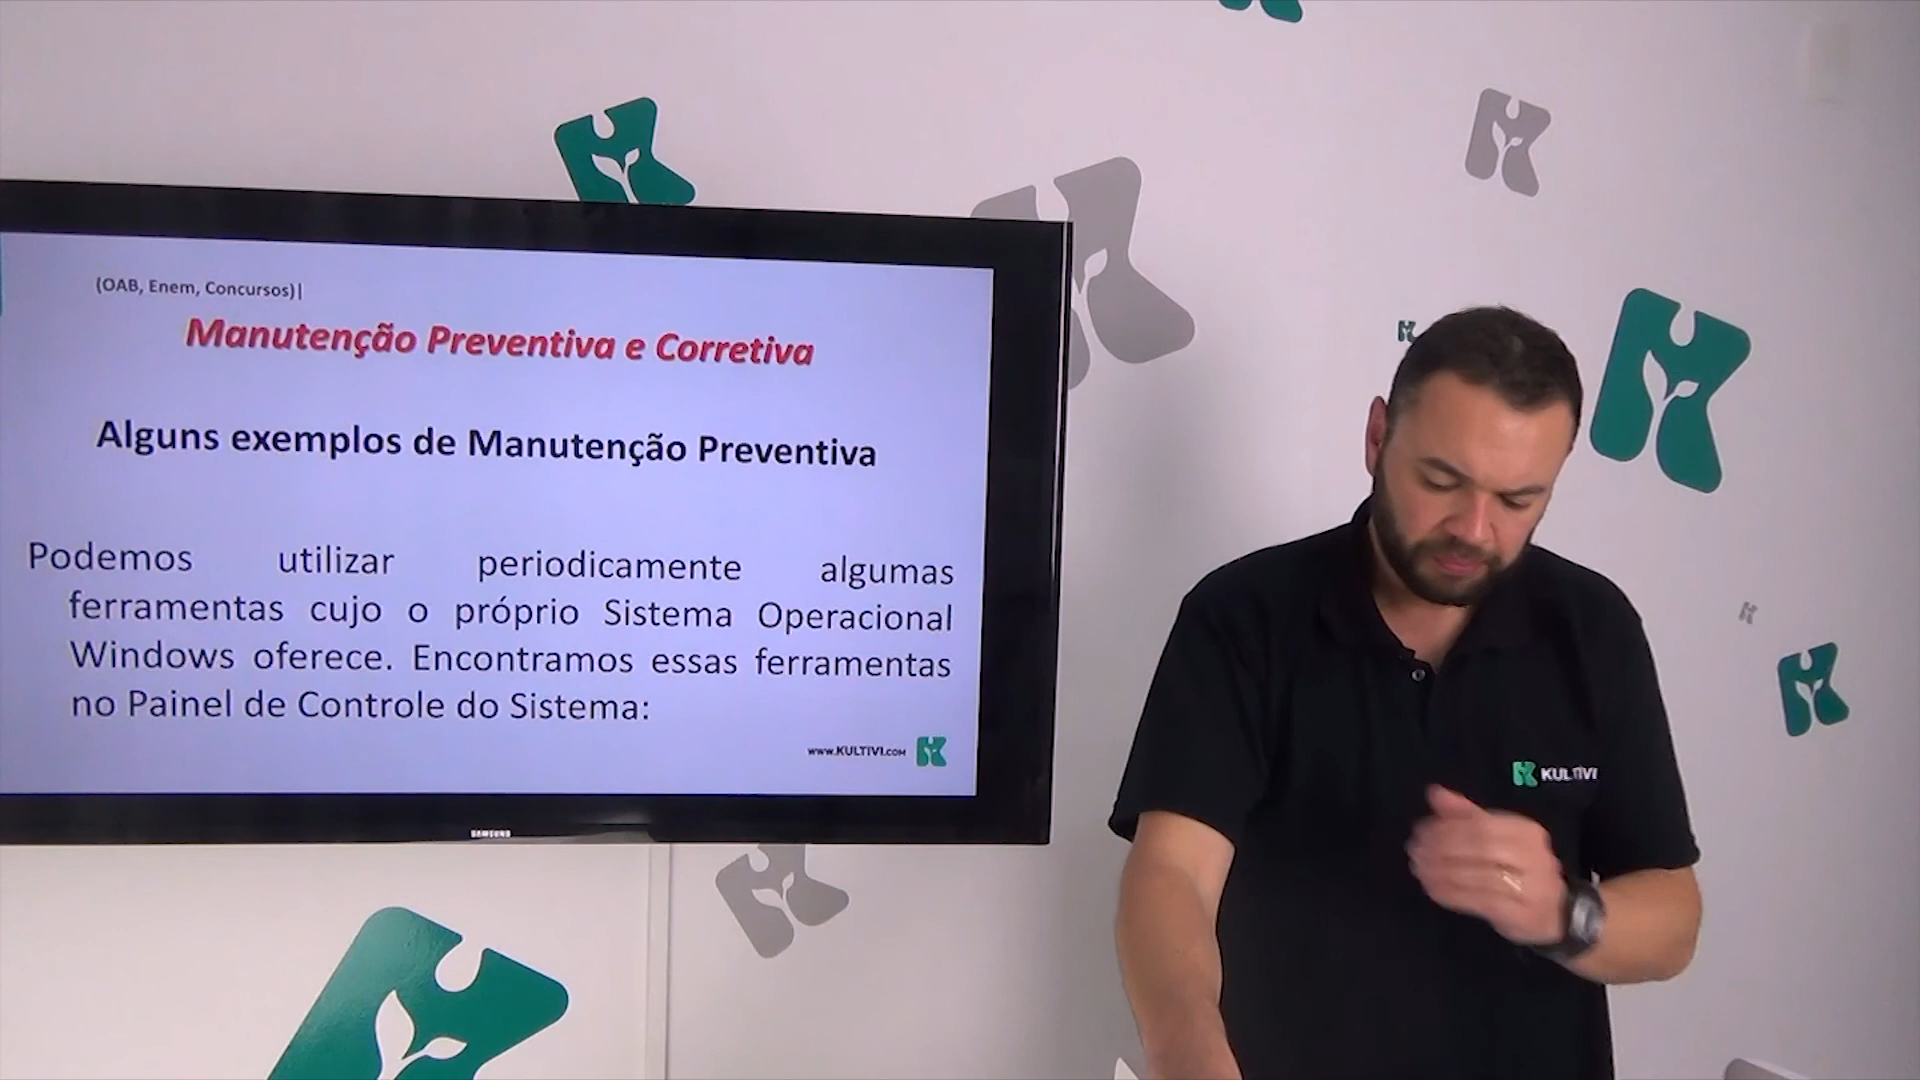 (OAB, Enem, Concursos)|
Manutenção Preventiva e Corretiva
Alguns exemplos de Manutenção Preventiva
Podemos utilizar periodicamente algumas
ferramentas cujo o próprio Sistema Operacional
Windows oferece. Encontramos essas ferramentas
no Painel de Controle do Sistema:
www.KULTIVI.COM
SAMSUNG
KULTIVI